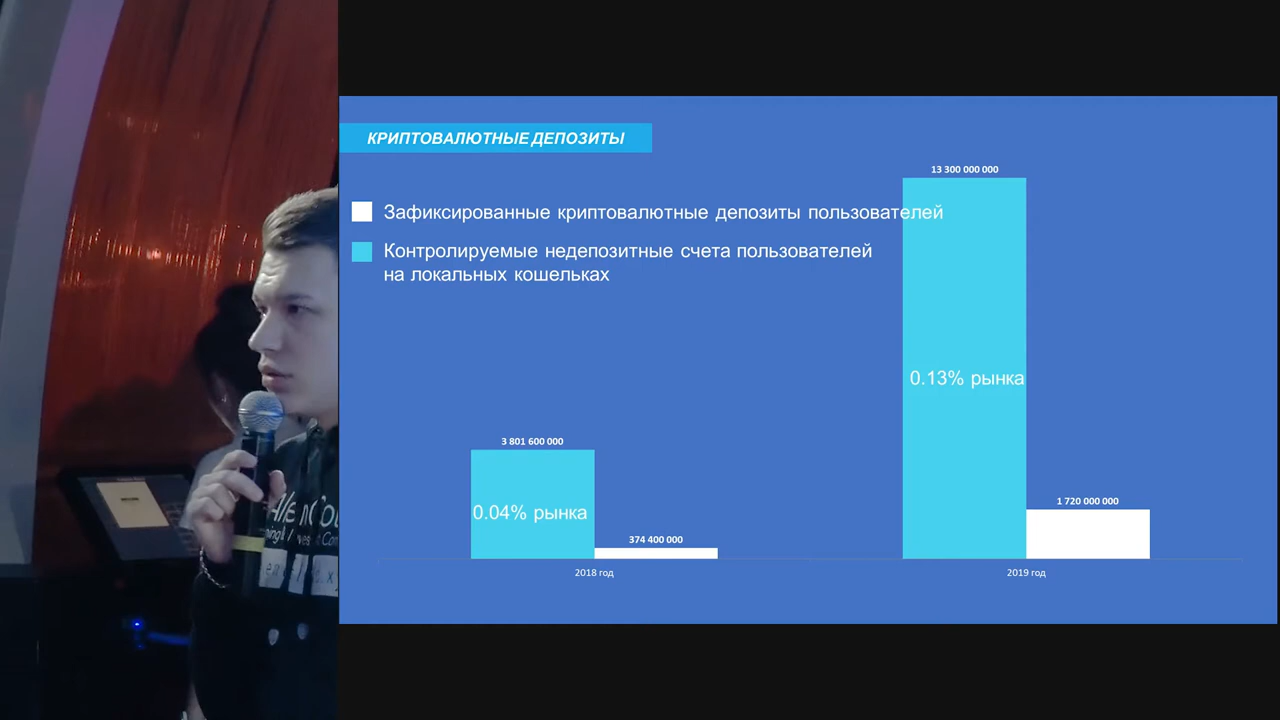 КРИПТОВАЛЮТНЫЕ ДЕПОЗИТЫ
Зафиксированные криптовалютные депозиты пользователей
Контролируемые недепозитные счета пользователей
на локальных кошельках
13 300 000 000
0.13% рынка
3 801 600 000
0.04% рынка
374 400 000
1 720 000 000
2018 год
2019 год